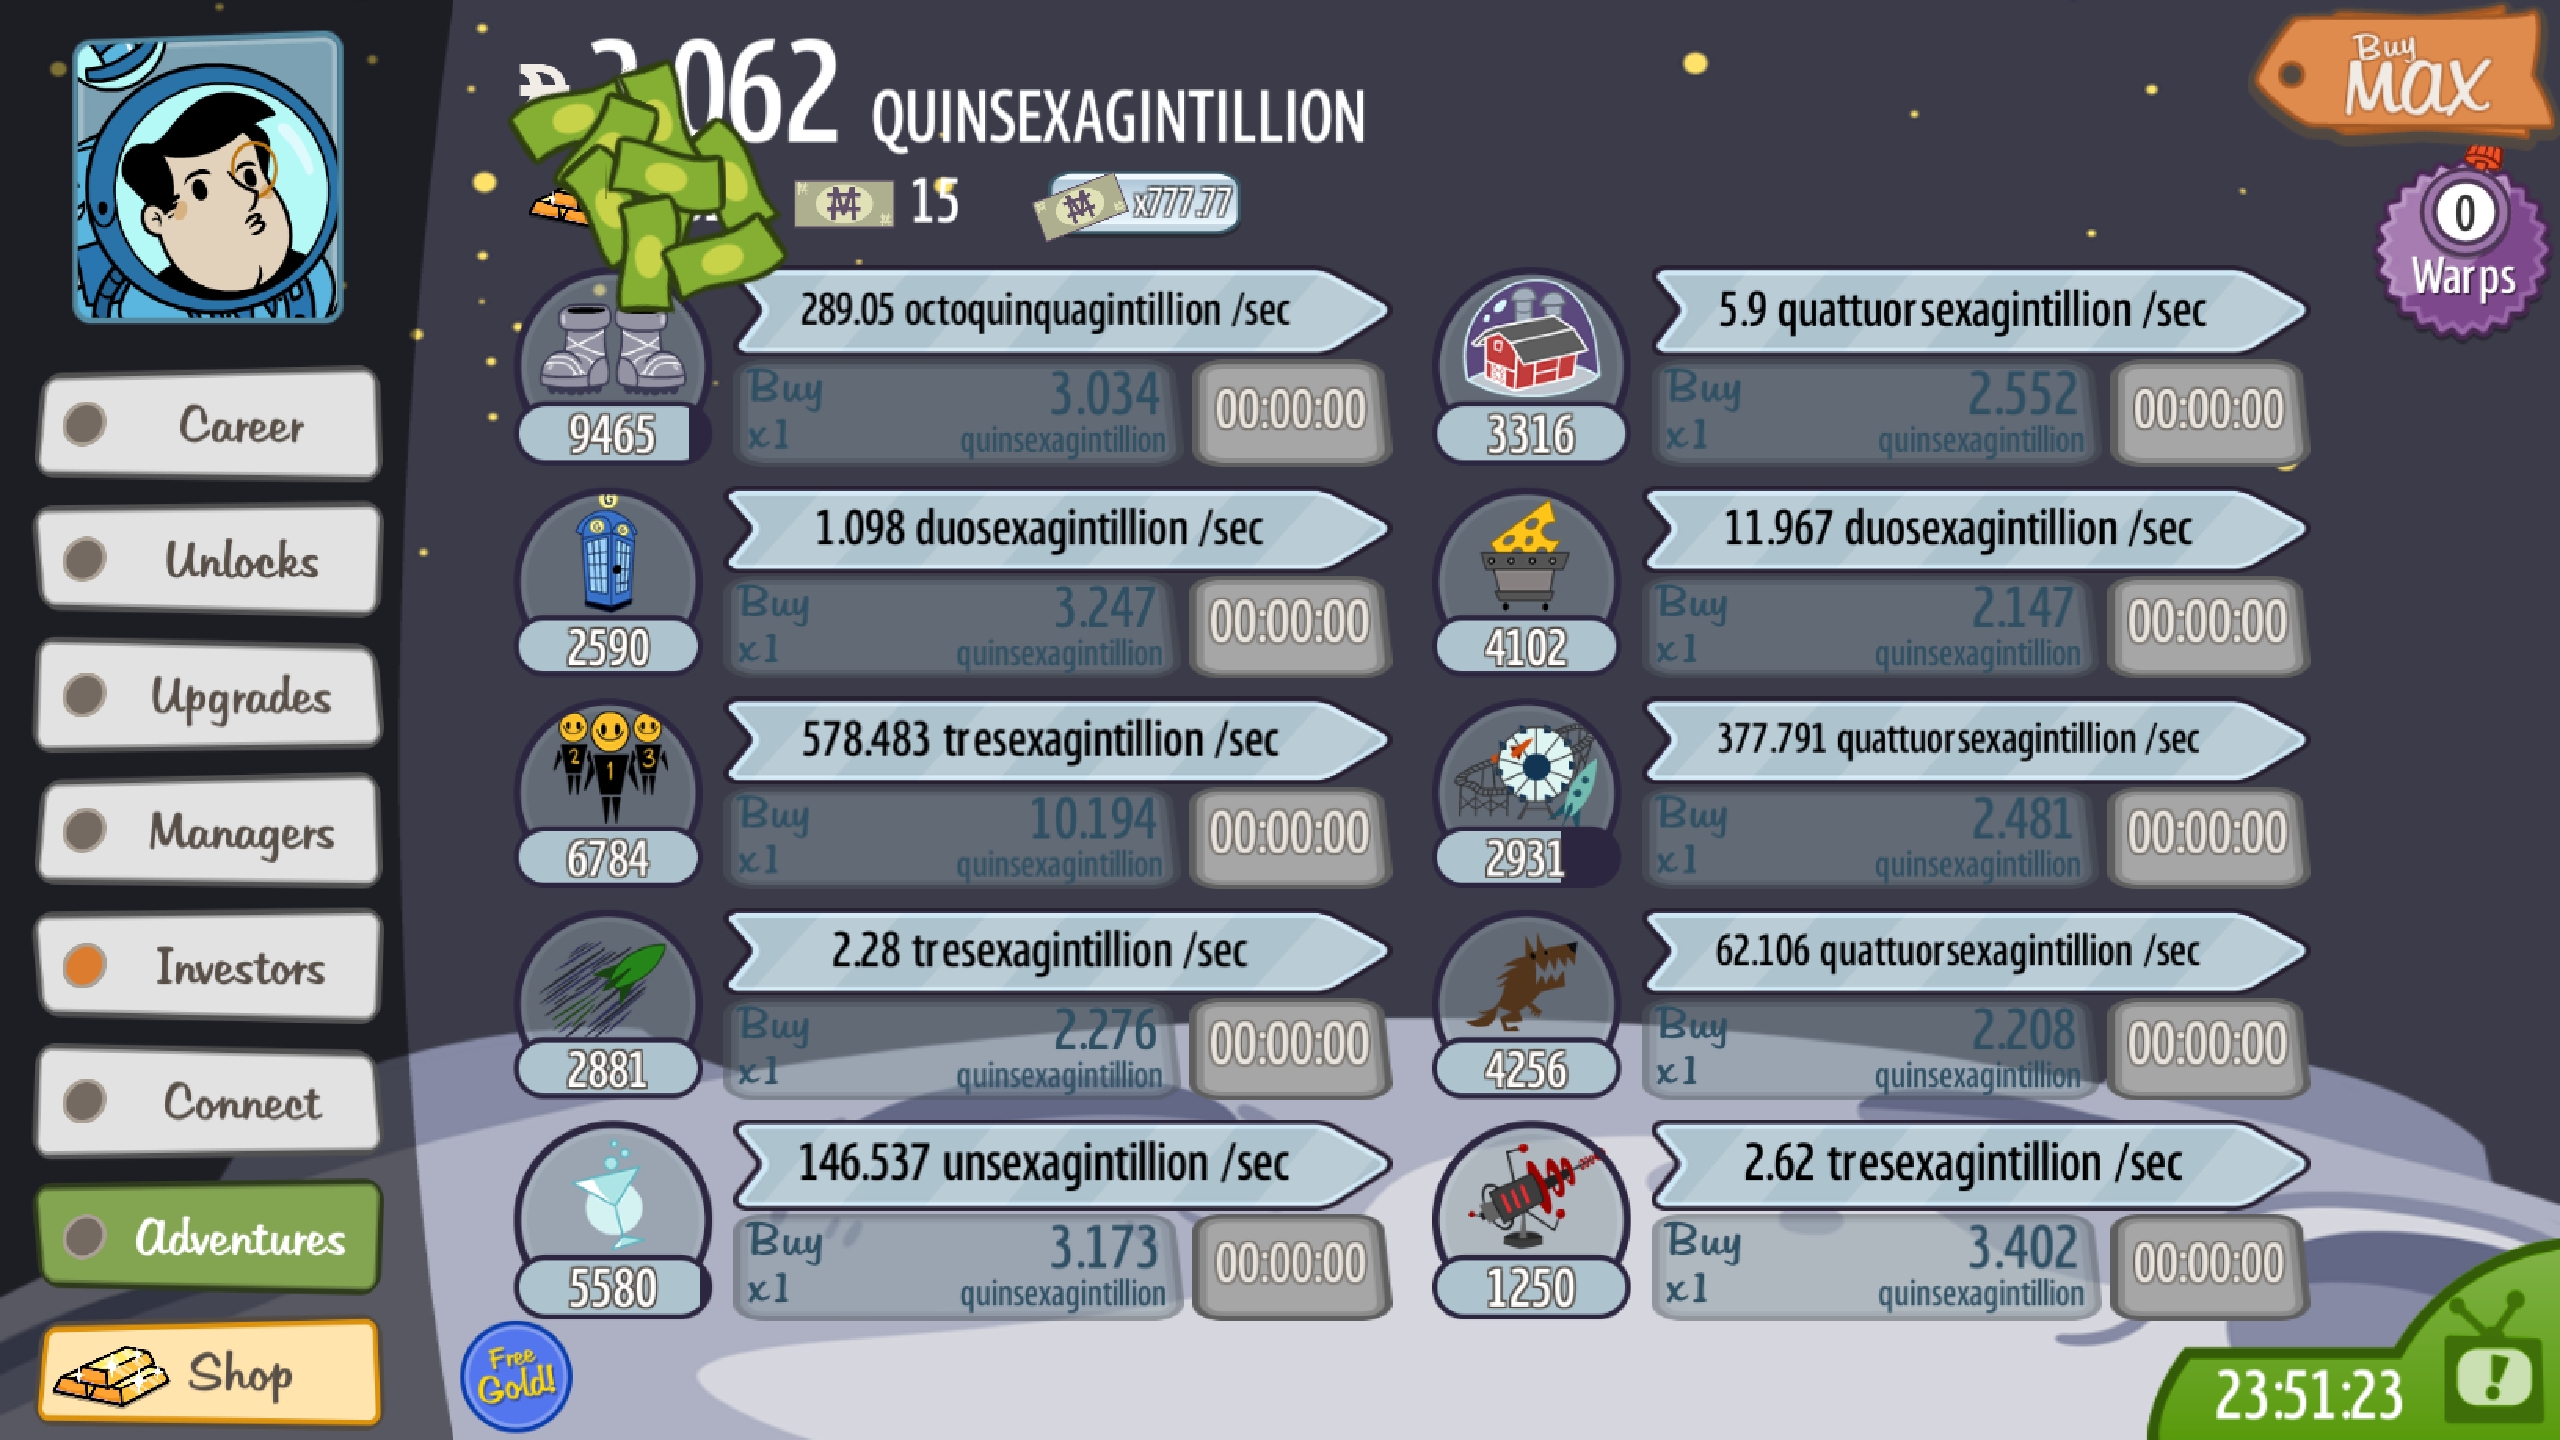 062 QUINSEXAGINTILLION
15
x777.77
Buy
MAX
0
Warps
Career
Unlocks
Upgrades
Managers
Investors
Connect
Adventures
Shop
289.05 octoquinquagintillion /sec
Buy 3.034
x1 quinsexagintillion
00:00:00
9465
5.9 quattuorsexagintillion /sec
Buy 2.552
x1 quinsexagintillion
00:00:00
3316
G
1.098 duosexagintillion /sec
Buy 3.247
x1 quinsexagintillion
00:00:00
2590
11.967 duosexagintillion /sec
Buy 2.147
x1 quinsexagintillion
00:00:00
4102
2 1 3
578.483 tresexagintillion /sec
Buy 10.194
x1 quinsexagintillion
00:00:00
6784
377.791 quattuorsexagintillion /sec
Buy 2.481
x1 quinsexagintillion
00:00:00
2931
2.28 tresexagintillion /sec
Buy 2.276
x1 quinsexagintillion
00:00:00
2881
62.106 quattuorsexagintillion /sec
Buy 2.208
x1 quinsexagintillion
00:00:00
4256
146.537 unsexagintillion /sec
Buy 3.173
x1 quinsexagintillion
00:00:00
5580
2.62 tresexagintillion /sec
Buy 3.402
x1 quinsexagintillion
00:00:00
1250
Free
Gold!
23:51:23
!